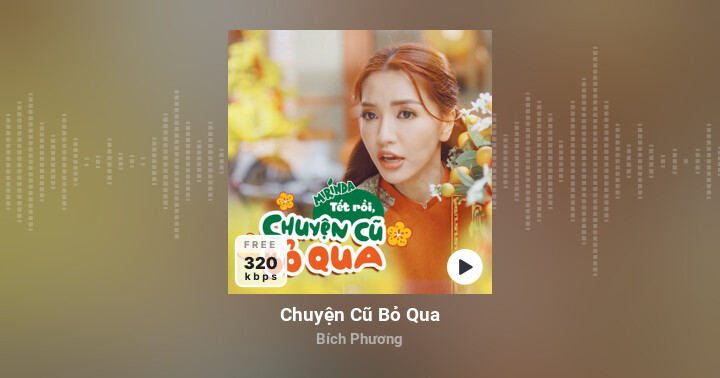 MIRINDA
Tết rồi,
CHUYỆN CŨ
BỎ QUA
FREE
320
kbps
Chuyện Cũ Bỏ Qua
Bích Phương